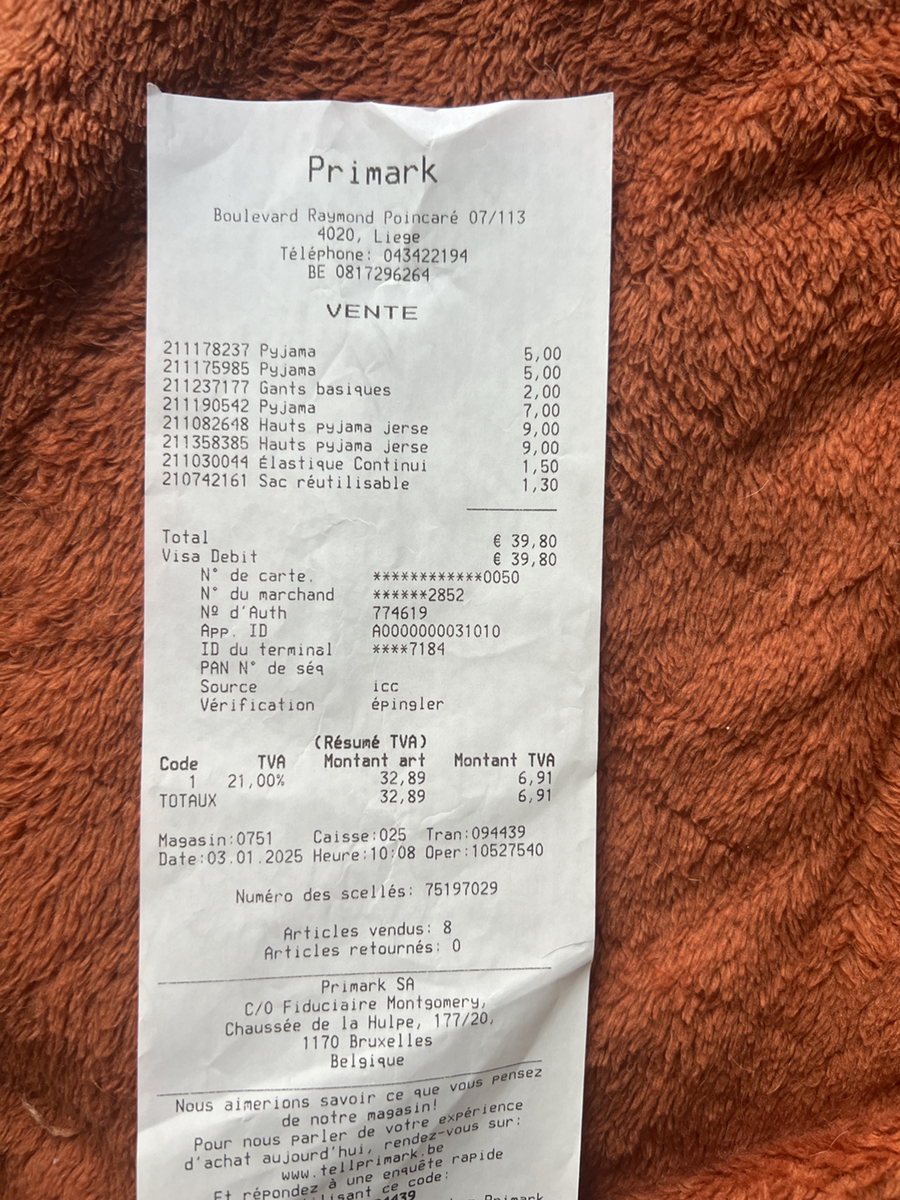 Primark
Boulevard Raymond Poincaré 07/113
4020, Liege
Téléphone: 043422194
BE 0817296264
VENTE
211178237 Pyjama 5,00
211175985 Pyjama 5,00
211237177 Gants basiques 2,00
211190542 Pyjama 7,00
211082648 Hauts pyjama jerse 9,00
211358385 Hauts pyjama jerse 9,00
211030044 Élastique Continui 1,50
210742161 Sac réutilisable 1,30
Total € 39,80
Visa Debit € 39,80
N° de carte. ************0050
N° du marchand ******2852
Nº d'Auth 774619
App. ID A0000000031010
ID du terminal ****7184
PAN N° de séq
Source icc
Vérification épingler
(Résumé TVA)
Code TVA Montant art Montant TVA
1 21,00% 32,89 6,91
TOTAUX 32,89 6,91
Magasin:0751 Caisse:025 Tran:094439
Date:03.01.2025 Heure:10:08 Oper:10527540
Numéro des scellés: 75197029
Articles vendus: 8
Articles retournés: 0
Primark SA
C/O Fiduciaire Montgomery,
Chaussée de la Hulpe, 177/20,
1170 Bruxelles
Belgique
Nous aimerions savoir ce que vous pensez
de notre magasin!
Pour nous parler de votre expérience
d'achat aujourd'hui, rendez-vous sur:
www.tellprimark.be
Et répondez à une enquête rapide
ce code:
Primark